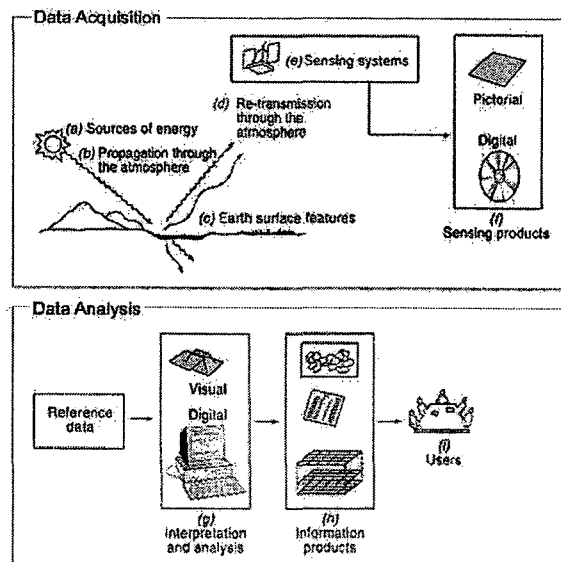 Data Acquisition
(e) Sensing systems
(d) Re-transmission
through the
atmosphere
(a) Sources of energy
(b) Propagation through
the atmosphere
(c) Earth surface features
Pictorial
Digital
(f)
Sensing products
Data Analysis
Reference
data
Visual
Digital
(g)
Interpretation
and analysis
(h)
Information
products
(i)
Users